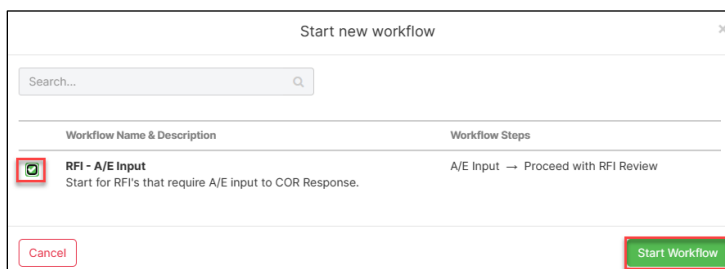 Start new workflow
×
Search...
Workflow Name & Description Workflow Steps
RFI - A/E Input A/E Input → Proceed with RFI Review
Start for RFI's that require A/E input to COR Response.
Cancel Start Workflow